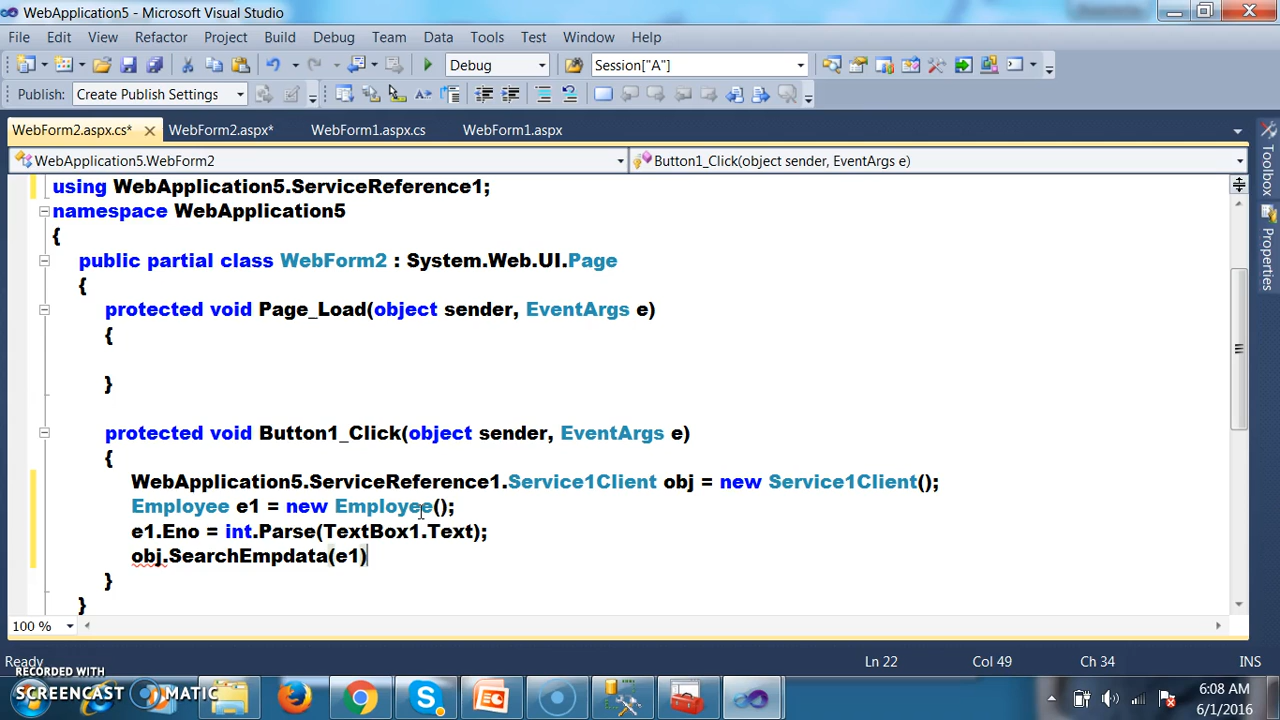 WebApplication5 - Microsoft Visual Studio
File Edit View Refactor Project Build Debug Team Data Tools Test Window Help
Debug Session["A"]
Publish: Create Publish Settings
WebForm2.aspx.cs* WebForm2.aspx* WebForm1.aspx.cs WebForm1.aspx
WebApplication5.WebForm2 Button1_Click(object sender, EventArgs e)
using WebApplication5.ServiceReference1;
namespace WebApplication5
{
public partial class WebForm2 : System.Web.UI.Page
{
protected void Page_Load(object sender, EventArgs e)
{
}
protected void Button1_Click(object sender, EventArgs e)
{
WebApplication5.ServiceReference1.Service1Client obj = new Service1Client();
Employee e1 = new Employee();
e1.Eno = int.Parse(TextBox1.Text);
obj.SearchEmpdata(e1)
}
}
100 %
Toolbox
Properties
Ready Ln 22 Col 49 Ch 34 INS
RECORDED WITH
SCREENCAST MATIC
6:08 AM
6/1/2016